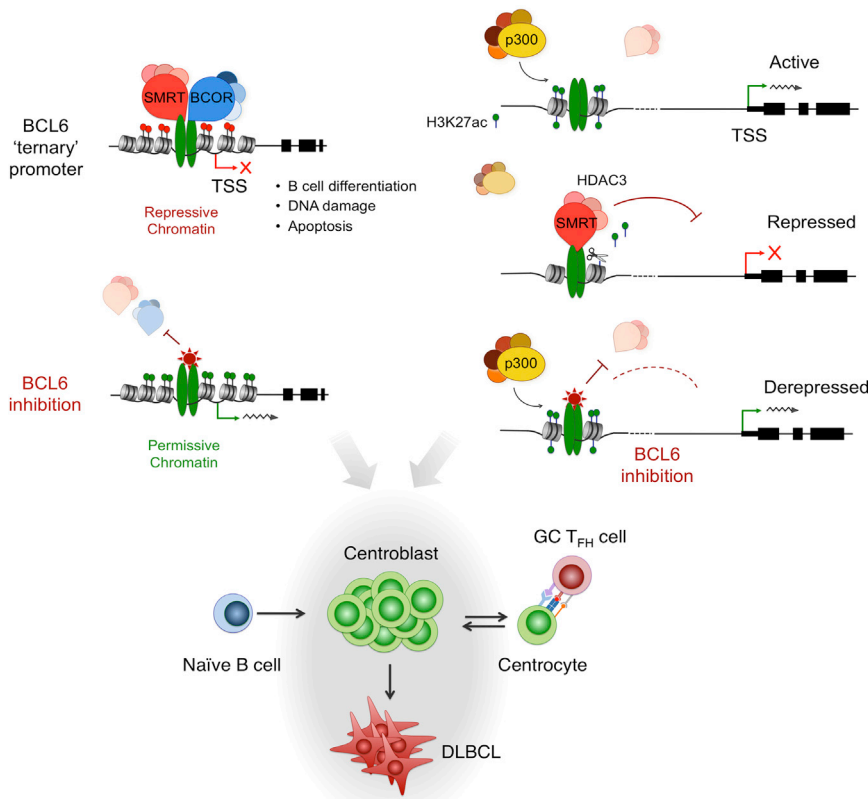 SMRT
BCOR
BCL6
‘ternary’
promoter
TSS
Repressive
Chromatin
• B cell differentiation
• DNA damage
• Apoptosis
BCL6
inhibition
Permissive
Chromatin
p300
Active
H3K27ac
TSS
HDAC3
SMRT
Repressed
p300
Derepressed
BCL6
inhibition
Centroblast
GC TFH cell
Naïve B cell
Centrocyte
DLBCL